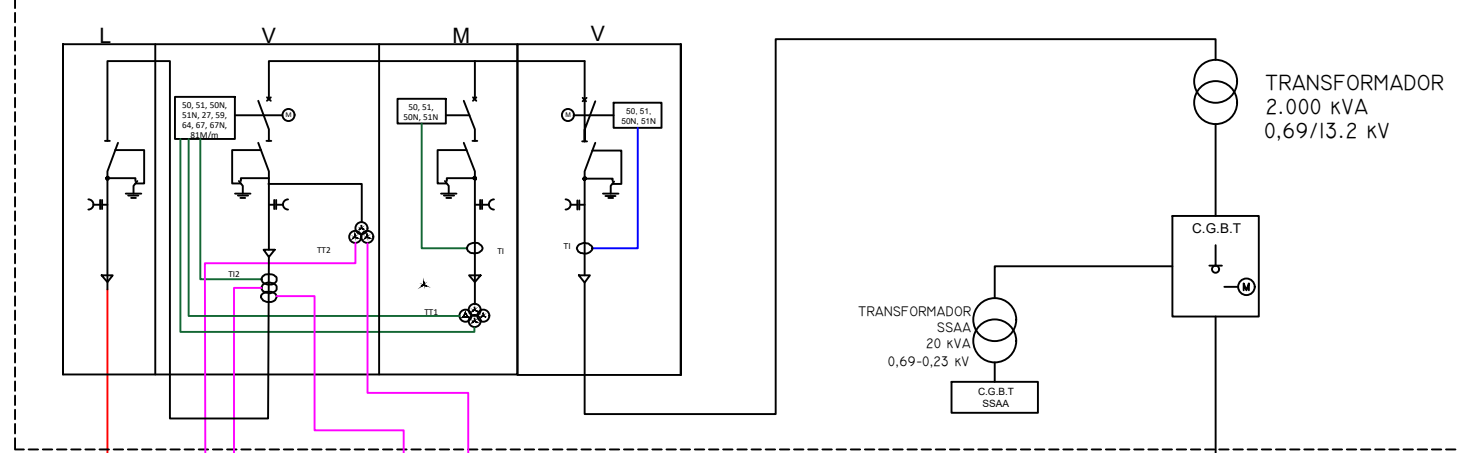 L
V
M
V
50, 51, 50N,
51N, 27, 59,
64, 67, 67N,
81M/m
M
50, 51,
50N, 51N
M
50, 51,
50N, 51N
TRANSFORMADOR
2.000 KVA
0,69/13.2 KV
TT2
TI
TI
TI2
TT1
C.G.B.T
M
TRANSFORMADOR
SSAA
20 KVA
0,69-0,23 KV
C.G.B.T
SSAA